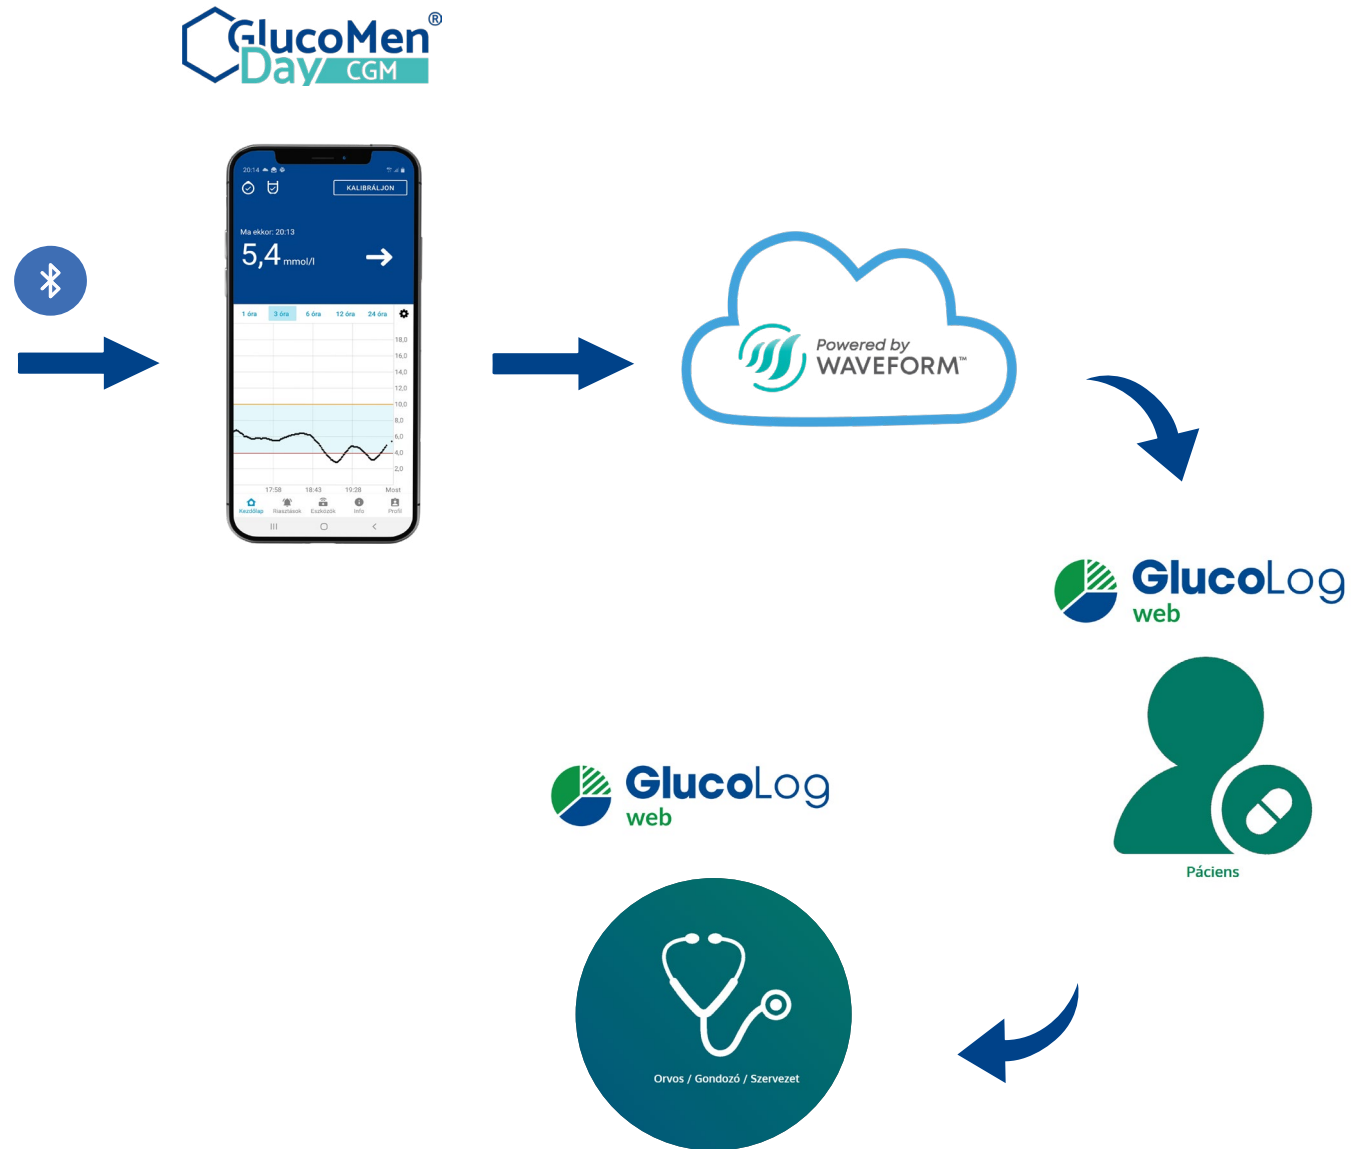 GlucoMen®
Day CGM
20:14
KALIBRÁLJON
Ma ekkor: 20:13
5,4 mmol/l
1 óra 3 óra 6 óra 12 óra 24 óra
18,0
16,0
14,0
12,0
10,0
8,0
6,0
4,0
2,0
17:58 18:43 19:28 Most
Kezdőlap Riasztások Eszközök Info Profil
Powered by
WAVEFORM™
GlucoLog
web
Páciens
GlucoLog
web
Orvos / Gondozó / Szervezet